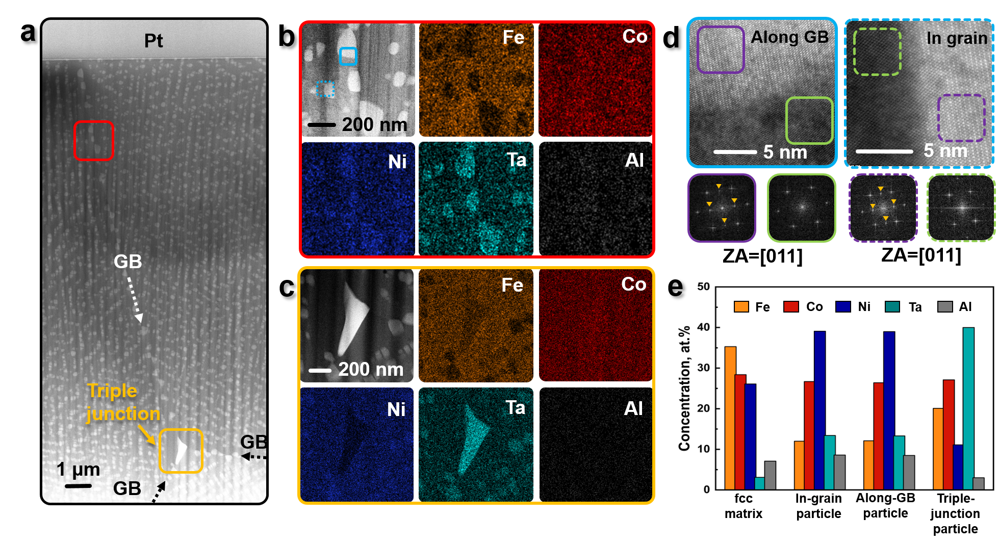 a
Pt
GB
Triple
junction
GB
1 µm
GB
b
Fe
Co
200 nm
Ni
Ta
Al
c
Fe
Co
200 nm
Ni
Ta
Al
d
Along GB
In grain
5 nm
5 nm
ZA=[011]
ZA=[011]
e
Concentration, at.%
50
40
30
20
10
0
Fe
Co
Ni
Ta
Al
fcc
matrix
In-grain
particle
Along-GB
particle
Triple-
junction
particle